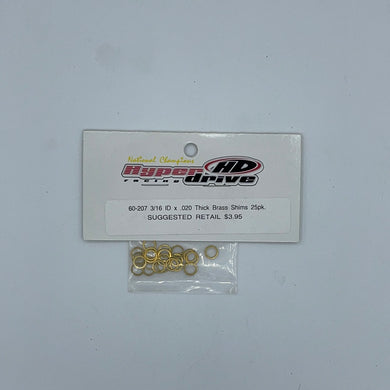 National Champions
Hyper HD
racing drive
60-207 3/16 ID x .020 Thick Brass Shims 25pk.
SUGGESTED RETAIL $3.95